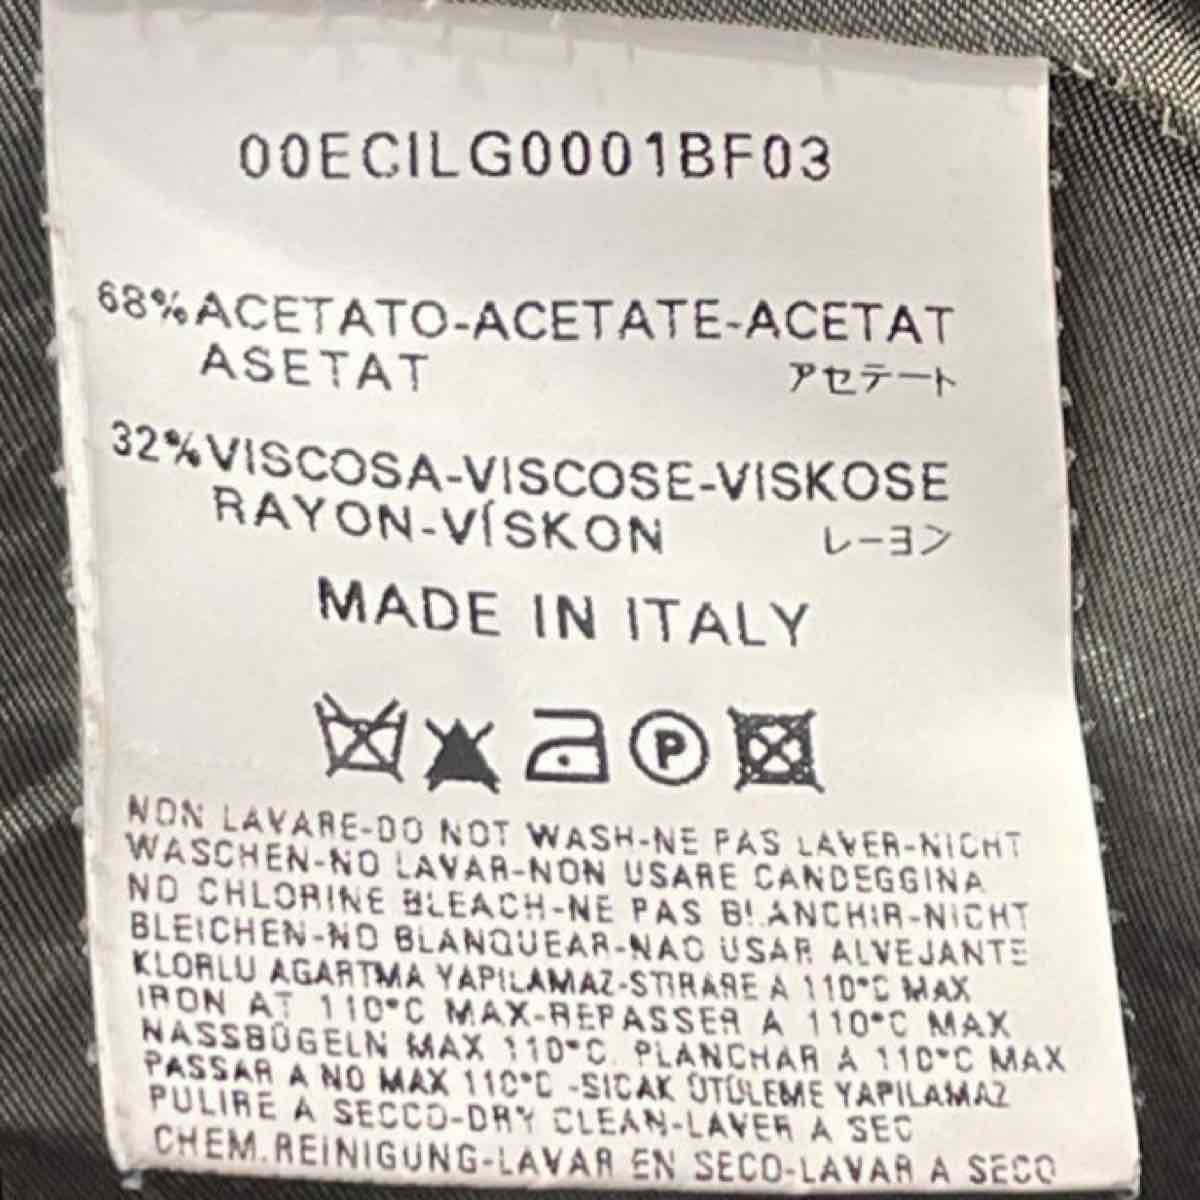 00ECILG0001BF03
68% ACETATO-ACETATE-ACETAT
ASETAT アセテート
32% VISCOSA-VISCOSE-VISKOSE
RAYON-VİSKON レーヨン
MADE IN ITALY
P
NON LAVARE-DO NOT WASH-NE PAS LAVER-NICHT
WASCHEN-NO LAVAR-NON USARE CANDEGGINA
NO CHLORINE BLEACH-NE PAS BLANCHIR-NICHT
BLEICHEN-NO BLANQUEAR-NAO USAR ALVEJANTE
KLORLU AGARTMA YAPILAMAZ-STIRARE A 110°C MAX
IRON AT 110°C MAX-REPASSER A 110°C MAX
NASSBÜGELN MAX 110°C. PLANCHAR A 110°C MAX
PASSAR A NO MAX 110°C -SICAK ÜTÜLEME YAPILAMAZ
PULIRE A SECCO-DRY CLEAN-LAVER A SEC
CHEM.REINIGUNG-LAVAR EN SECO-LAVAR A SECO